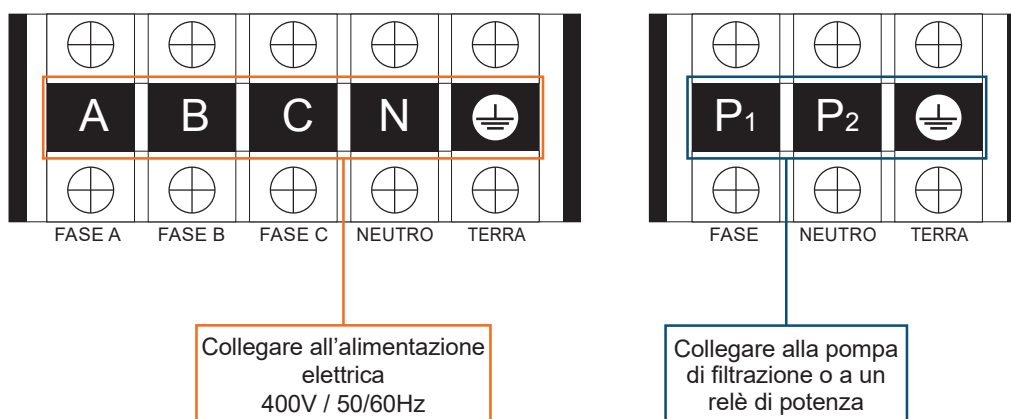 A B C N
FASE A FASE B FASE C NEUTRO TERRA
Collegare all'alimentazione
elettrica
400V / 50/60Hz
P1 P2
FASE NEUTRO TERRA
Collegare alla pompa
di filtrazione o a un
relè di potenza